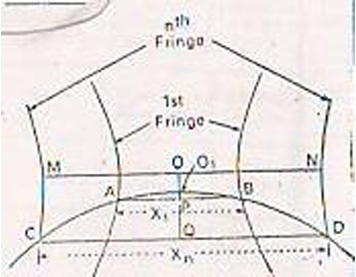 nth
Fringe
1st
Fringe
M O O₁ N
A P B
X₁
C Q D
Xn